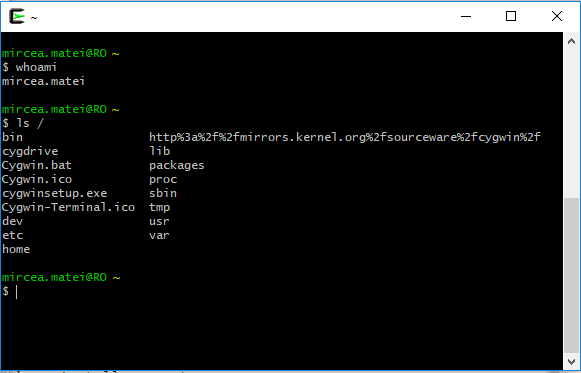 ~
mircea.matei@RO ~
$ whoami
mircea.matei
mircea.matei@RO ~
$ ls /
bin http%3a%2f%2fmirrors.kernel.org%2fsourceware%2fcygwin%2f
cygdrive lib
Cygwin.bat packages
Cygwin.ico proc
cygwinsetup.exe sbin
Cygwin-Terminal.ico tmp
dev usr
etc var
home
mircea.matei@RO ~
$